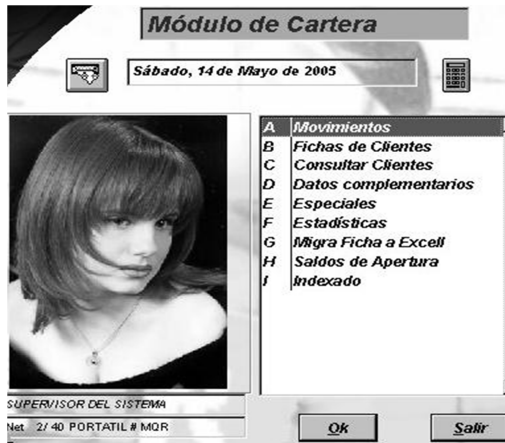 Módulo de Cartera
Sábado, 14 de Mayo de 2005
A Movimientos
B Fichas de Clientes
C Consultar Clientes
D Datos complementarios
E Especiales
F Estadísticas
G Migra Ficha a Excell
H Saldos de Apertura
I Indexado
SUPERVISOR DEL SISTEMA
Net 2/ 40 PORTATIL # MQR
Ok Salir